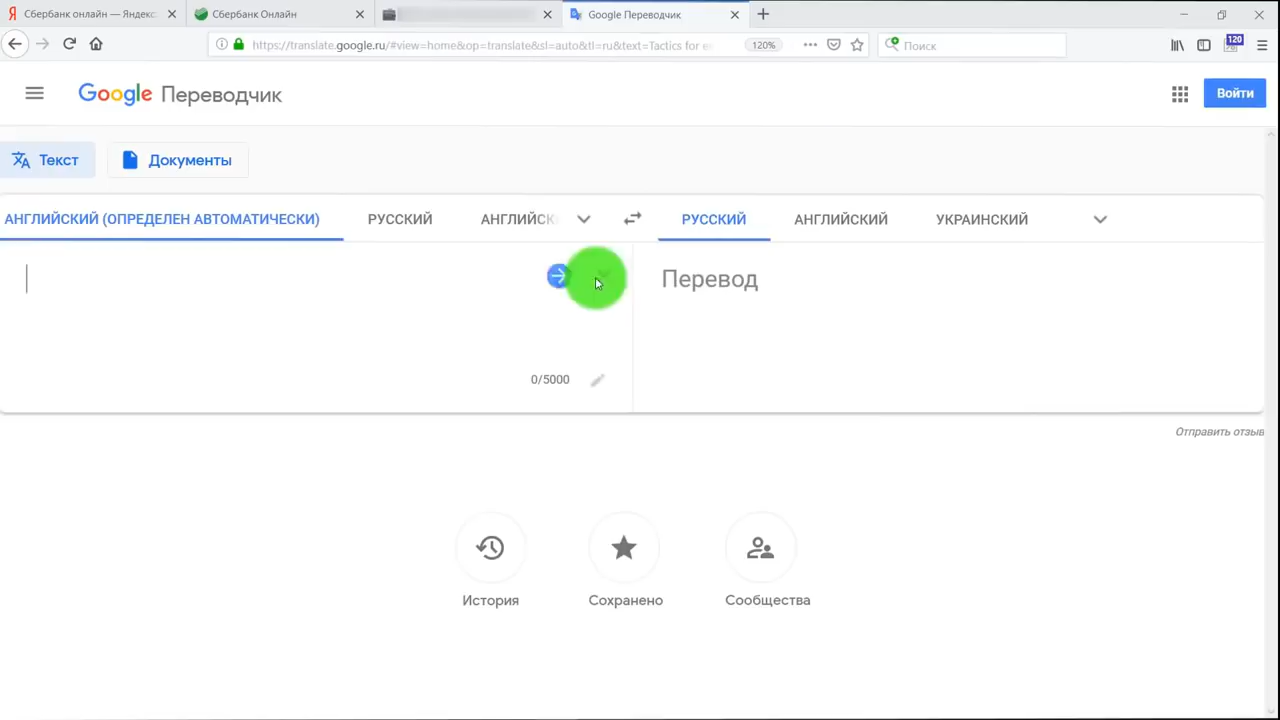 Сбербанк онлайн — Яндекс
Сбербанк Онлайн
Google Переводчик
https://translate.google.ru/#view=home&op=translate&sl=auto&tl=ru&text=Tactics for e
120%
Поиск
120
Google Переводчик
Войти
Текст
Документы
АНГЛИЙСКИЙ (ОПРЕДЕЛЕН АВТОМАТИЧЕСКИ)
РУССКИЙ
АНГЛИЙСК
РУССКИЙ
АНГЛИЙСКИЙ
УКРАИНСКИЙ
Перевод
0/5000
Отправить отзыв
История
Сохранено
Сообщества